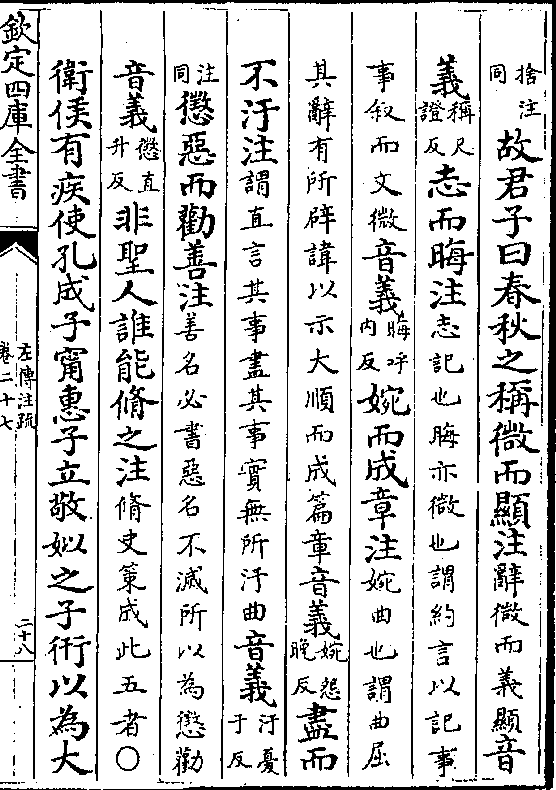 捨注同故君子曰春秋之稱微而顯注辭微而義顯音
義稱尺證反志而晦注志記也晦亦微也謂約言以記事
事叙而文微音義晦呼內反婉而成章注婉曲也謂曲屈
其辭有所辟諱以示大順而成篇章音義婉怨晚反盡而
不汙注謂直言其事盡其事實無所汙曲音義汙憂于反
注同懲惡而勸善注善名必書惡名不滅所以為懲勸
音義懲直升反非聖人誰能脩之注脩史策成此五者○
衛侯有疾使孔成子甯惠子立敬姒之子衎以為大
欽定四庫全書
左傳注疏
卷二十七
二十八